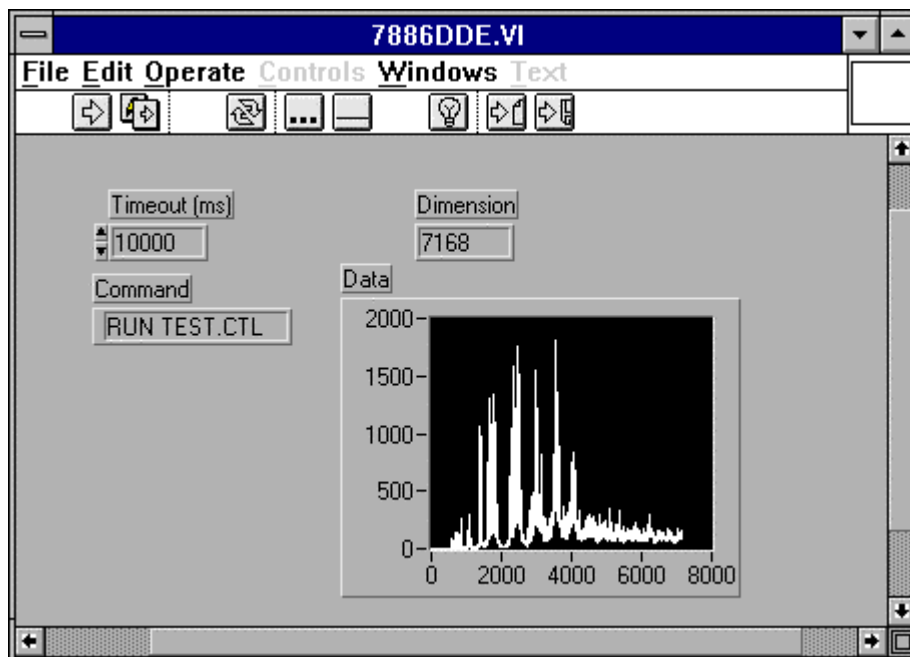 7886DDE.VI
File Edit Operate Controls Windows Text
Timeout (ms)
10000
Dimension
7168
Command
RUN TEST.CTL
Data
2000
1500
1000
500
0
0 2000 4000 6000 8000